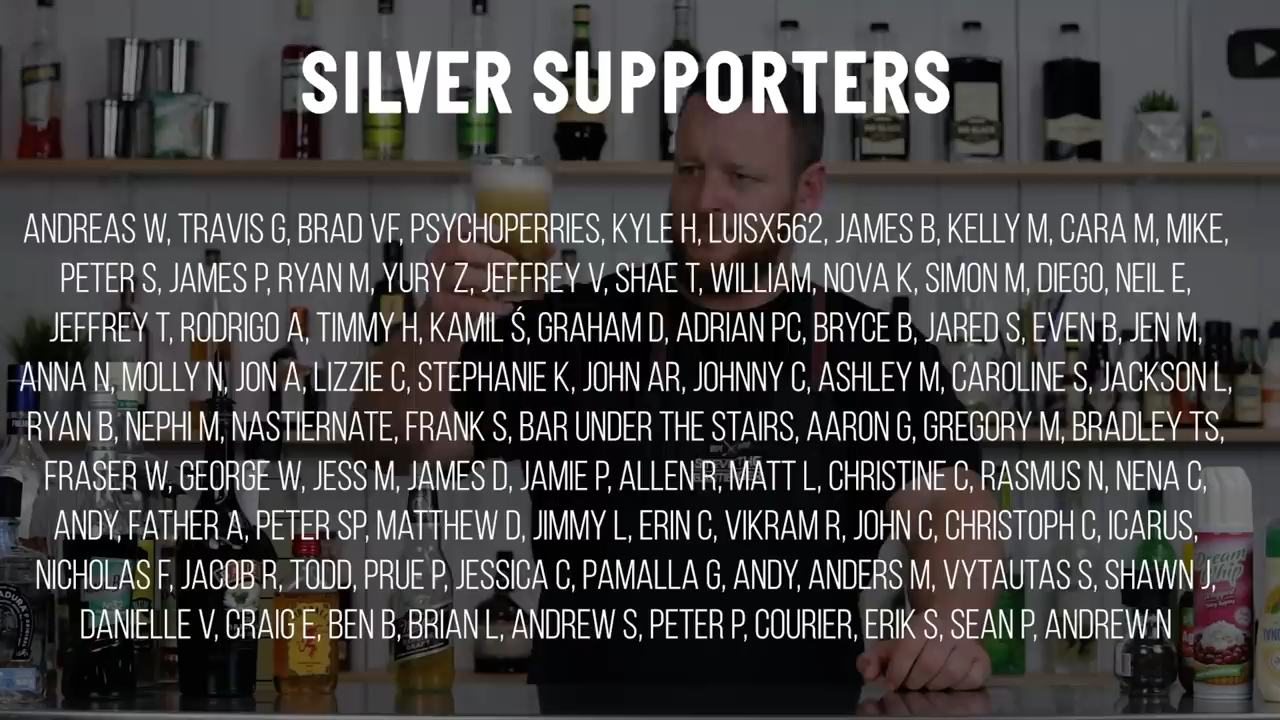 SILVER SUPPORTERS
ANDREAS W, TRAVIS G, BRAD VF, PSYCHOPERRIES, KYLE H, LUISX562, JAMES B, KELLY M, CARA M, MIKE,
PETER S, JAMES P, RYAN M, YURY Z, JEFFREY V, SHAE T, WILLIAM, NOVA K, SIMON M, DIEGO, NEIL E,
JEFFREY T, RODRIGO A, TIMMY H, KAMIL Ś, GRAHAM D, ADRIAN PC, BRYCE B, JARED S, EVEN B, JEN M,
ANNA N, MOLLY N, JON A, LIZZIE C, STEPHANIE K, JOHN AR, JOHNNY C, ASHLEY M, CAROLINE S, JACKSON L,
RYAN B, NEPHI M, NASTIERNATE, FRANK S, BAR UNDER THE STAIRS, AARON G, GREGORY M, BRADLEY TS,
FRASER W, GEORGE W, JESS M, JAMES D, JAMIE P, ALLEN R, MATT L, CHRISTINE C, RASMUS N, NENA C,
ANDY, FATHER A, PETER SP, MATTHEW D, JIMMY L, ERIN C, VIKRAM R, JOHN C, CHRISTOPH C, ICARUS,
NICHOLAS F, JACOB R, TODD, PRUE P, JESSICA C, PAMALLA G, ANDY, ANDERS M, VYTAUTAS S, SHAWN J,
DANIELLE V, CRAIG E, BEN B, BRIAN L, ANDREW S, PETER P, COURIER, ERIK S, SEAN P, ANDREW N
Dream Whip